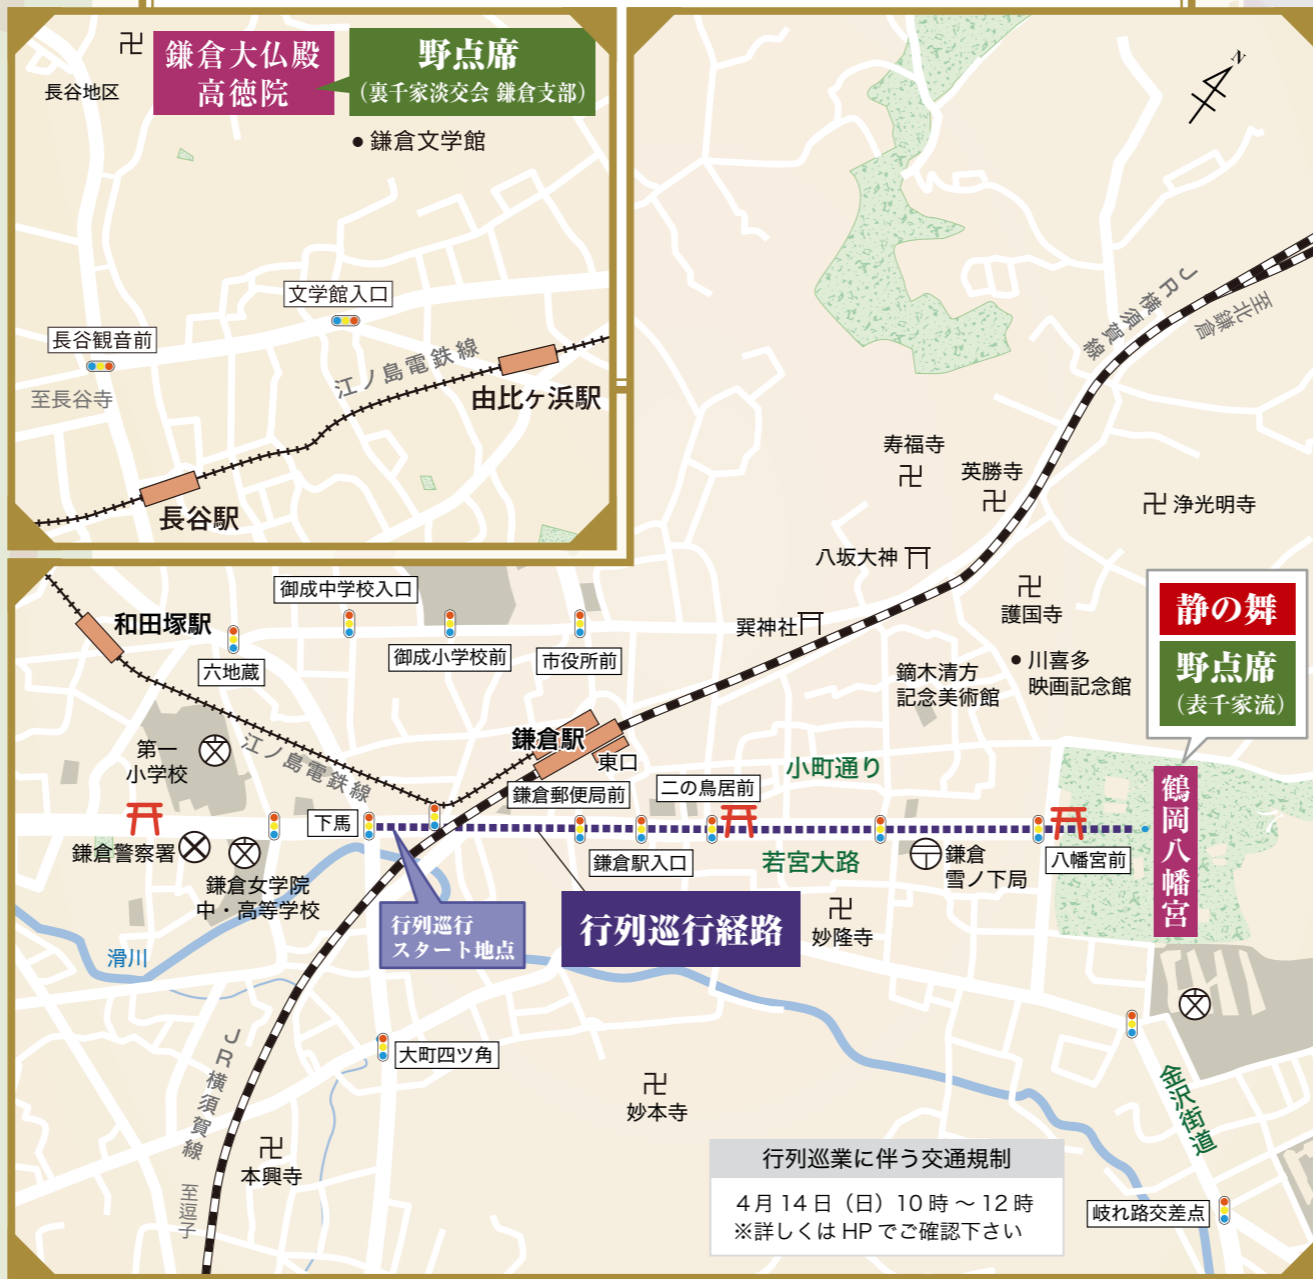 鎌倉大仏殿
高徳院
野点席
（裏千家淡交会 鎌倉支部）
長谷地区
鎌倉文学館
文学館入口
長谷観音前
至長谷寺
江ノ島電鉄線
由比ヶ浜駅
長谷駅
N
JR横須賀線
至北鎌倉
寿福寺
英勝寺
浄光明寺
八坂大神
護国寺
巽神社
川喜多
映画記念館
鏑木清方
記念美術館
静の舞
野点席
（表千家流）
鶴岡八幡宮
和田塚駅
御成中学校入口
六地蔵
御成小学校前
市役所前
第一
小学校
江ノ島電鉄線
鎌倉駅
東口
小町通り
鎌倉郵便局前
二の鳥居前
下馬
鎌倉警察署
鎌倉女学院
中・高等学校
鎌倉駅入口
若宮大路
鎌倉
雪ノ下局
八幡宮前
行列巡行
スタート地点
行列巡行経路
妙隆寺
滑川
大町四ツ角
JR横須賀線
至逗子
本興寺
妙本寺
金沢街道
岐れ路交差点
行列巡業に伴う交通規制
4月14日（日）10時～12時
※詳しくはHPでご確認下さい